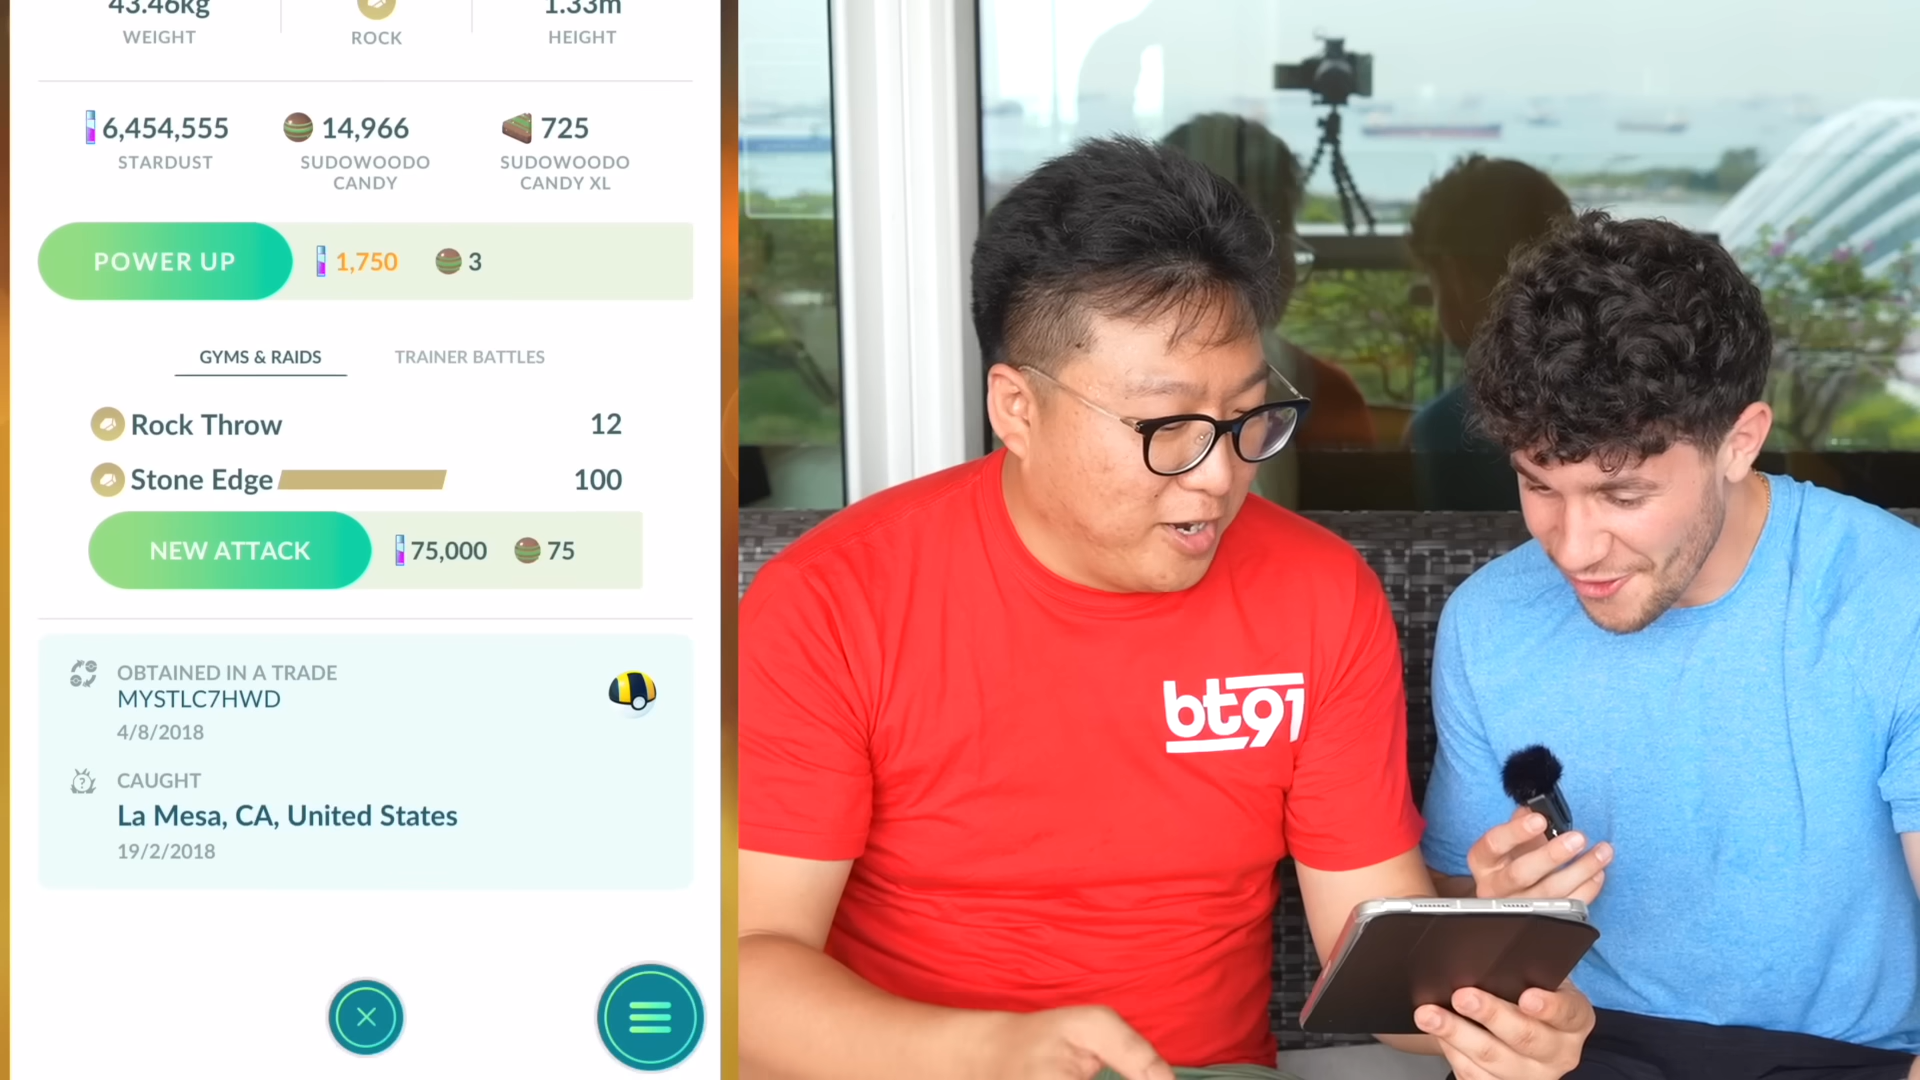 43.46kg
WEIGHT
ROCK
1.33m
HEIGHT
6,454,555
STARDUST
14,966
SUDOWOODO
CANDY
725
SUDOWOODO
CANDY XL
POWER UP
1,750
3
GYMS & RAIDS
TRAINER BATTLES
Rock Throw
12
Stone Edge
100
NEW ATTACK
75,000
75
OBTAINED IN A TRADE
MYSTLC7HWD
4/8/2018
CAUGHT
La Mesa, CA, United States
19/2/2018
bt91